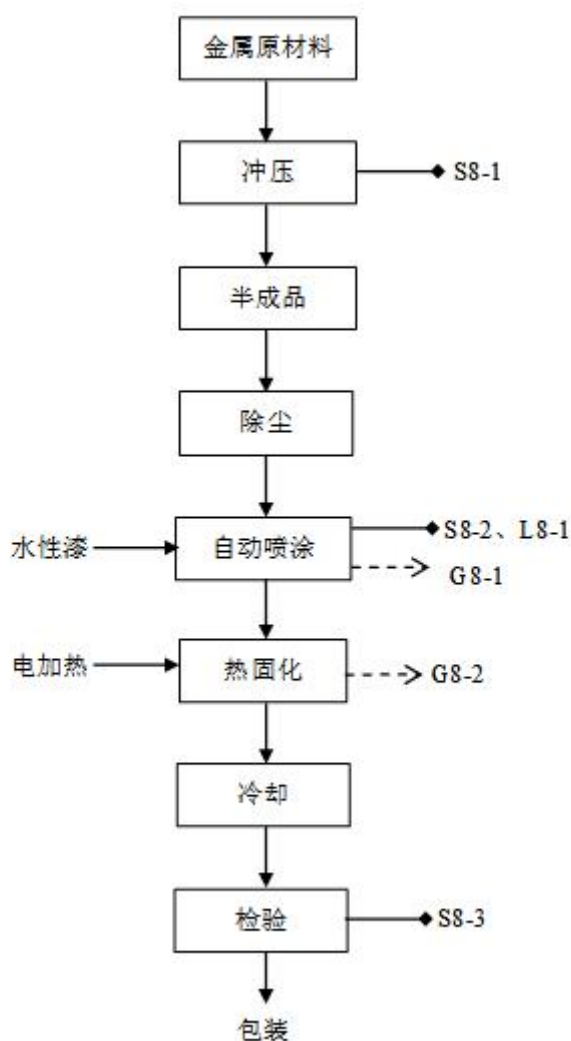 金属原材料
冲压
S8-1
半成品
除尘
水性漆
自动喷涂
S8-2、L8-1
G8-1
电加热
热固化
G8-2
冷却
检验
S8-3
包装